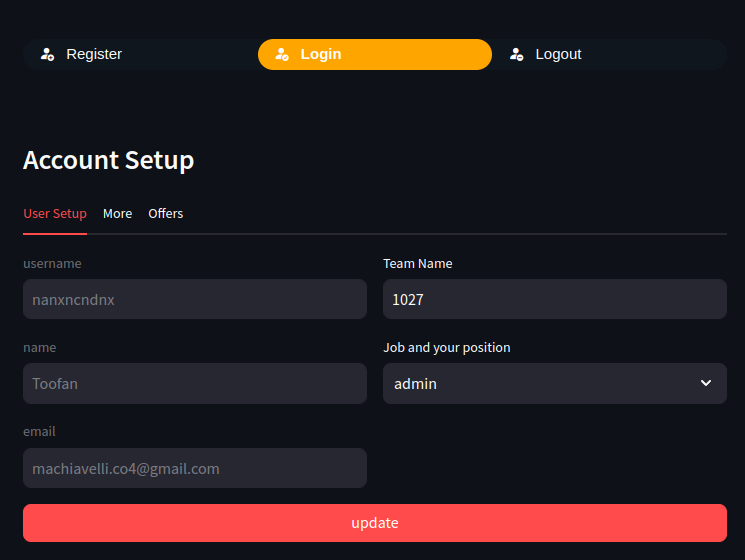 Register Login Logout
Account Setup
User Setup More Offers
username Team Name
nanxncndnx 1027
name Job and your position
Toofan admin
email
machiavelli.co4@gmail.com
update